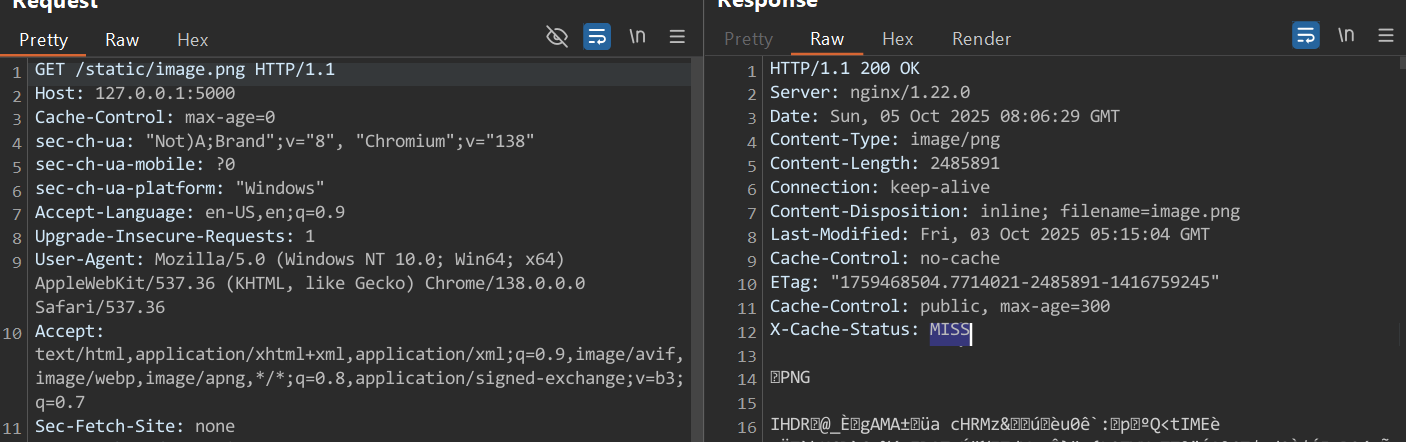 Request
Pretty Raw Hex
\n
1 GET /static/image.png HTTP/1.1
2 Host: 127.0.0.1:5000
3 Cache-Control: max-age=0
4 sec-ch-ua: "Not)A;Brand";v="8", "Chromium";v="138"
5 sec-ch-ua-mobile: ?0
6 sec-ch-ua-platform: "Windows"
7 Accept-Language: en-US,en;q=0.9
8 Upgrade-Insecure-Requests: 1
9 User-Agent: Mozilla/5.0 (Windows NT 10.0; Win64; x64)
AppleWebKit/537.36 (KHTML, like Gecko) Chrome/138.0.0.0
Safari/537.36
10 Accept:
text/html,application/xhtml+xml,application/xml;q=0.9,image/avif,
image/webp,image/apng,*/*;q=0.8,application/signed-exchange;v=b3;
q=0.7
11 Sec-Fetch-Site: none
Response
Pretty Raw Hex Render
\n
1 HTTP/1.1 200 OK
2 Server: nginx/1.22.0
3 Date: Sun, 05 Oct 2025 08:06:29 GMT
4 Content-Type: image/png
5 Content-Length: 2485891
6 Connection: keep-alive
7 Content-Disposition: inline; filename=image.png
8 Last-Modified: Fri, 03 Oct 2025 05:15:04 GMT
9 Cache-Control: no-cache
10 ETag: "1759468504.7714021-2485891-1416759245"
11 Cache-Control: public, max-age=300
12 X-Cache-Status: MISS
13
14 PNG
15
16